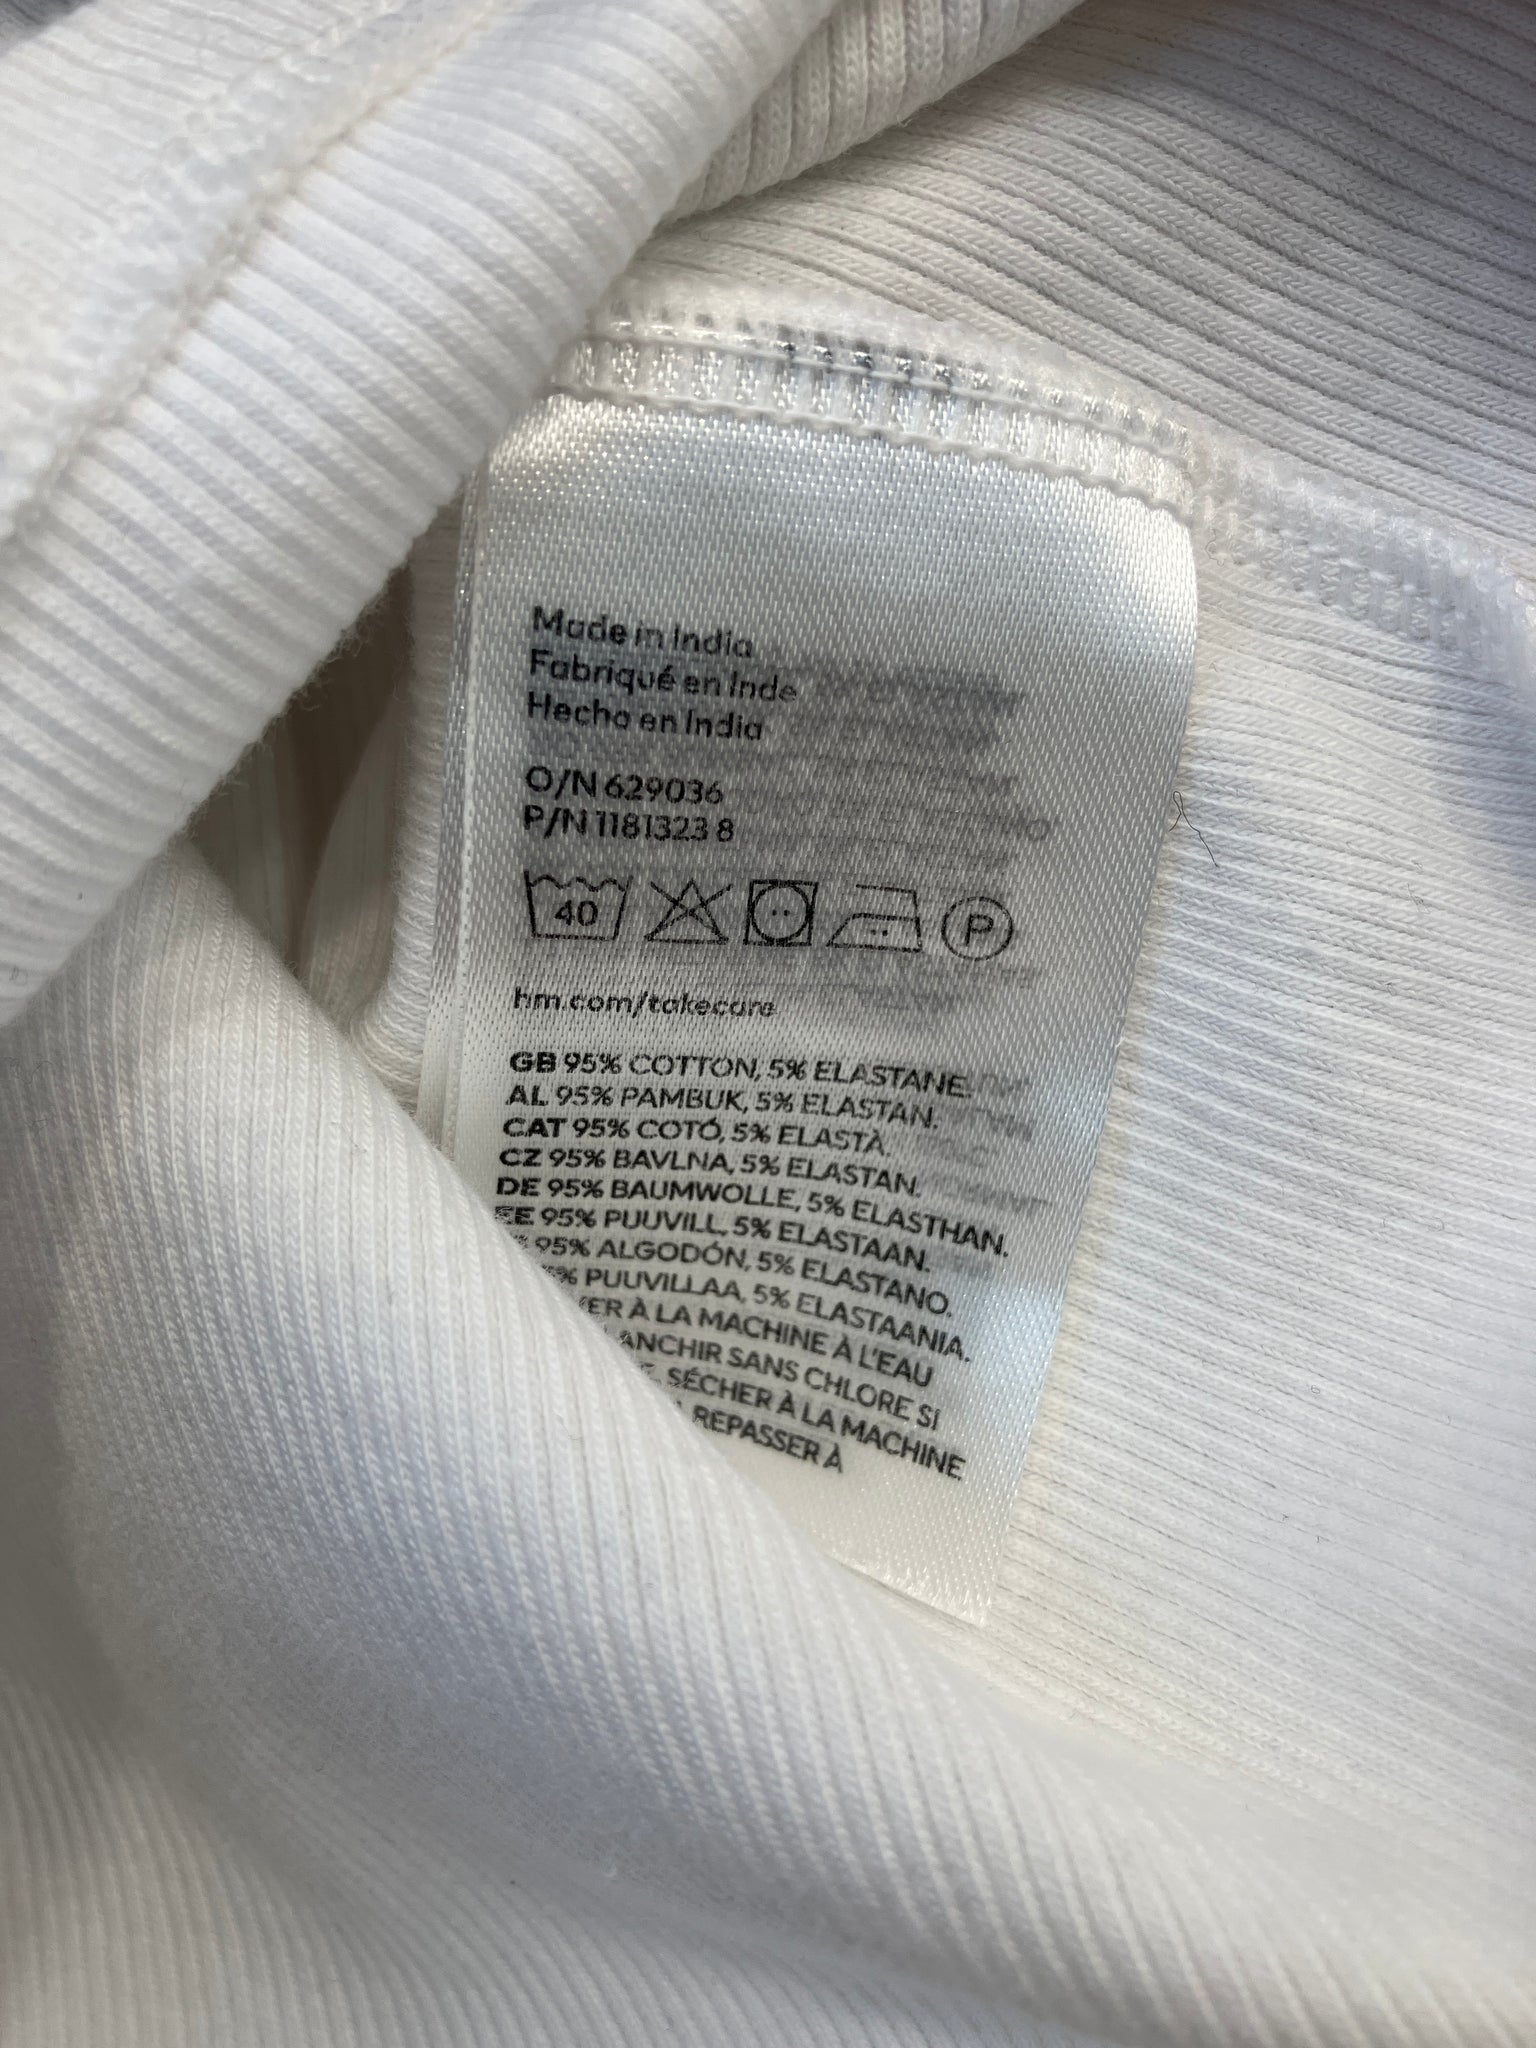 Made in India
Fabriqué en Inde
Hecho en India
O/N 629036
P/N 1181323 8
40
P
hm.com/takecare
GB 95% COTTON, 5% ELASTANE.
AL 95% PAMBUK, 5% ELASTAN.
CAT 95% COTÓ, 5% ELASTÀ.
CZ 95% BAVLNA, 5% ELASTAN.
DE 95% BAUMWOLLE, 5% ELASTHAN.
EE 95% PUUVILL, 5% ELASTAAN.
95% ALGODÓN, 5% ELASTANO.
PUUVILLAA, 5% ELASTAANIA.
À LA MACHINE À L'EAU
SANS CHLORE SI
SÉCHER À LA MACHINE
REPASSER À